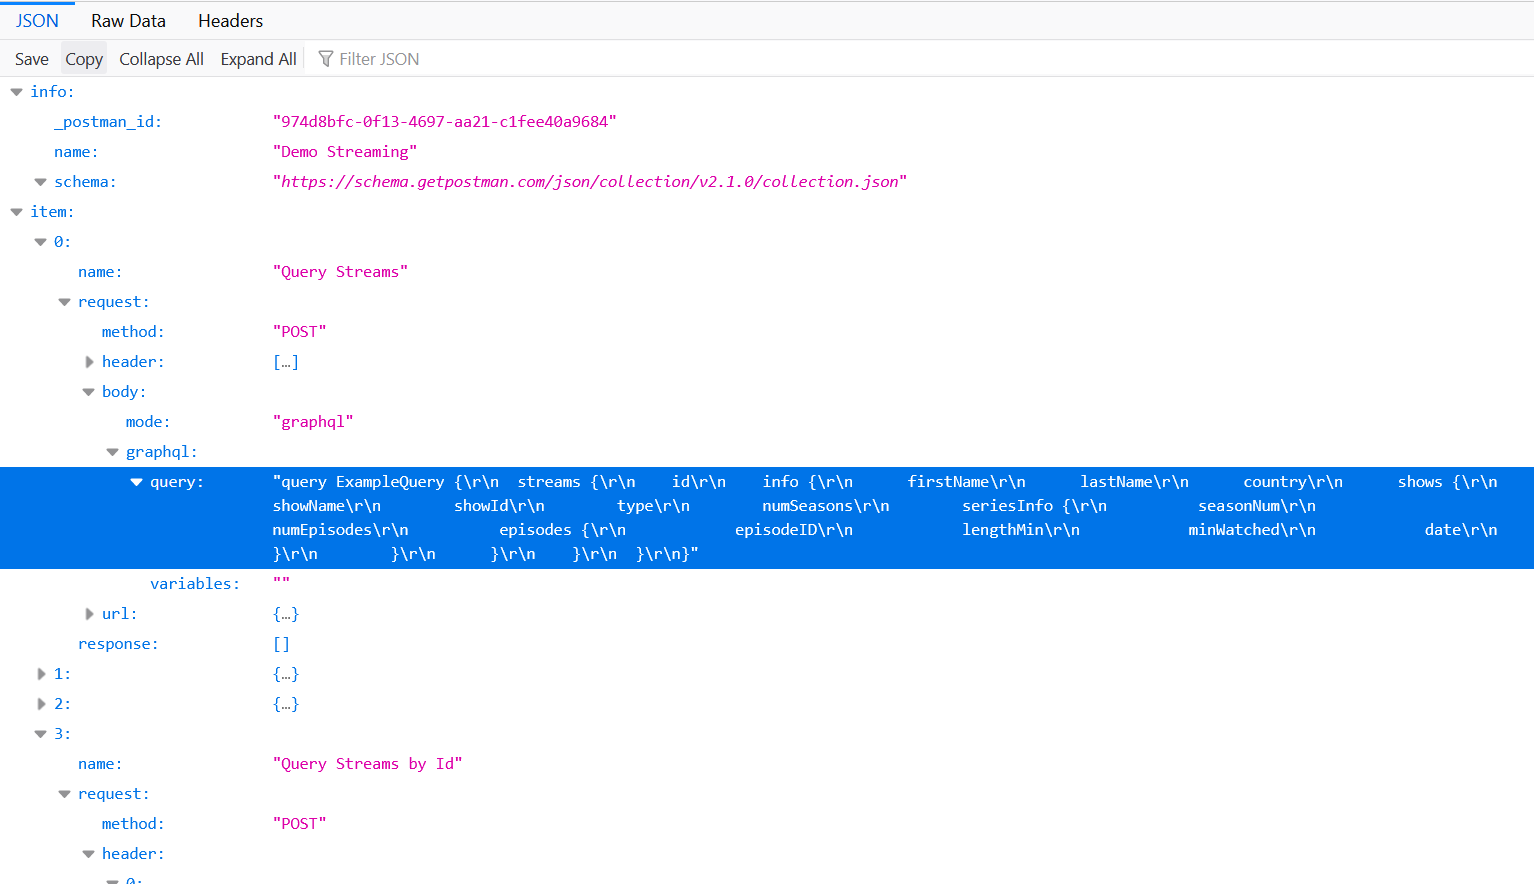 JSON Raw Data Headers
Save Copy Collapse All Expand All Filter JSON
info:
_postman_id: "974d8bfc-0f13-4697-aa21-c1fee40a9684"
name: "Demo Streaming"
schema: "https://schema.getpostman.com/json/collection/v2.1.0/collection.json"
item:
0:
name: "Query Streams"
request:
method: "POST"
header: […]
body:
mode: "graphql"
graphql:
query: "query ExampleQuery {\r\n  streams {\r\n    id\r\n    info {\r\n      firstName\r\n      lastName\r\n      country\r\n      shows {\r\n
showName\r\n        showId\r\n        type\r\n        numSeasons\r\n        seriesInfo {\r\n          seasonNum\r\n
numEpisodes\r\n          episodes {\r\n            episodeID\r\n            lengthMin\r\n            minWatched\r\n            date\r\n
}\r\n        }\r\n      }\r\n    }\r\n  }\r\n}"
variables: ""
url: {…}
response: []
1: {…}
2: {…}
3:
name: "Query Streams by Id"
request:
method: "POST"
header:
0: